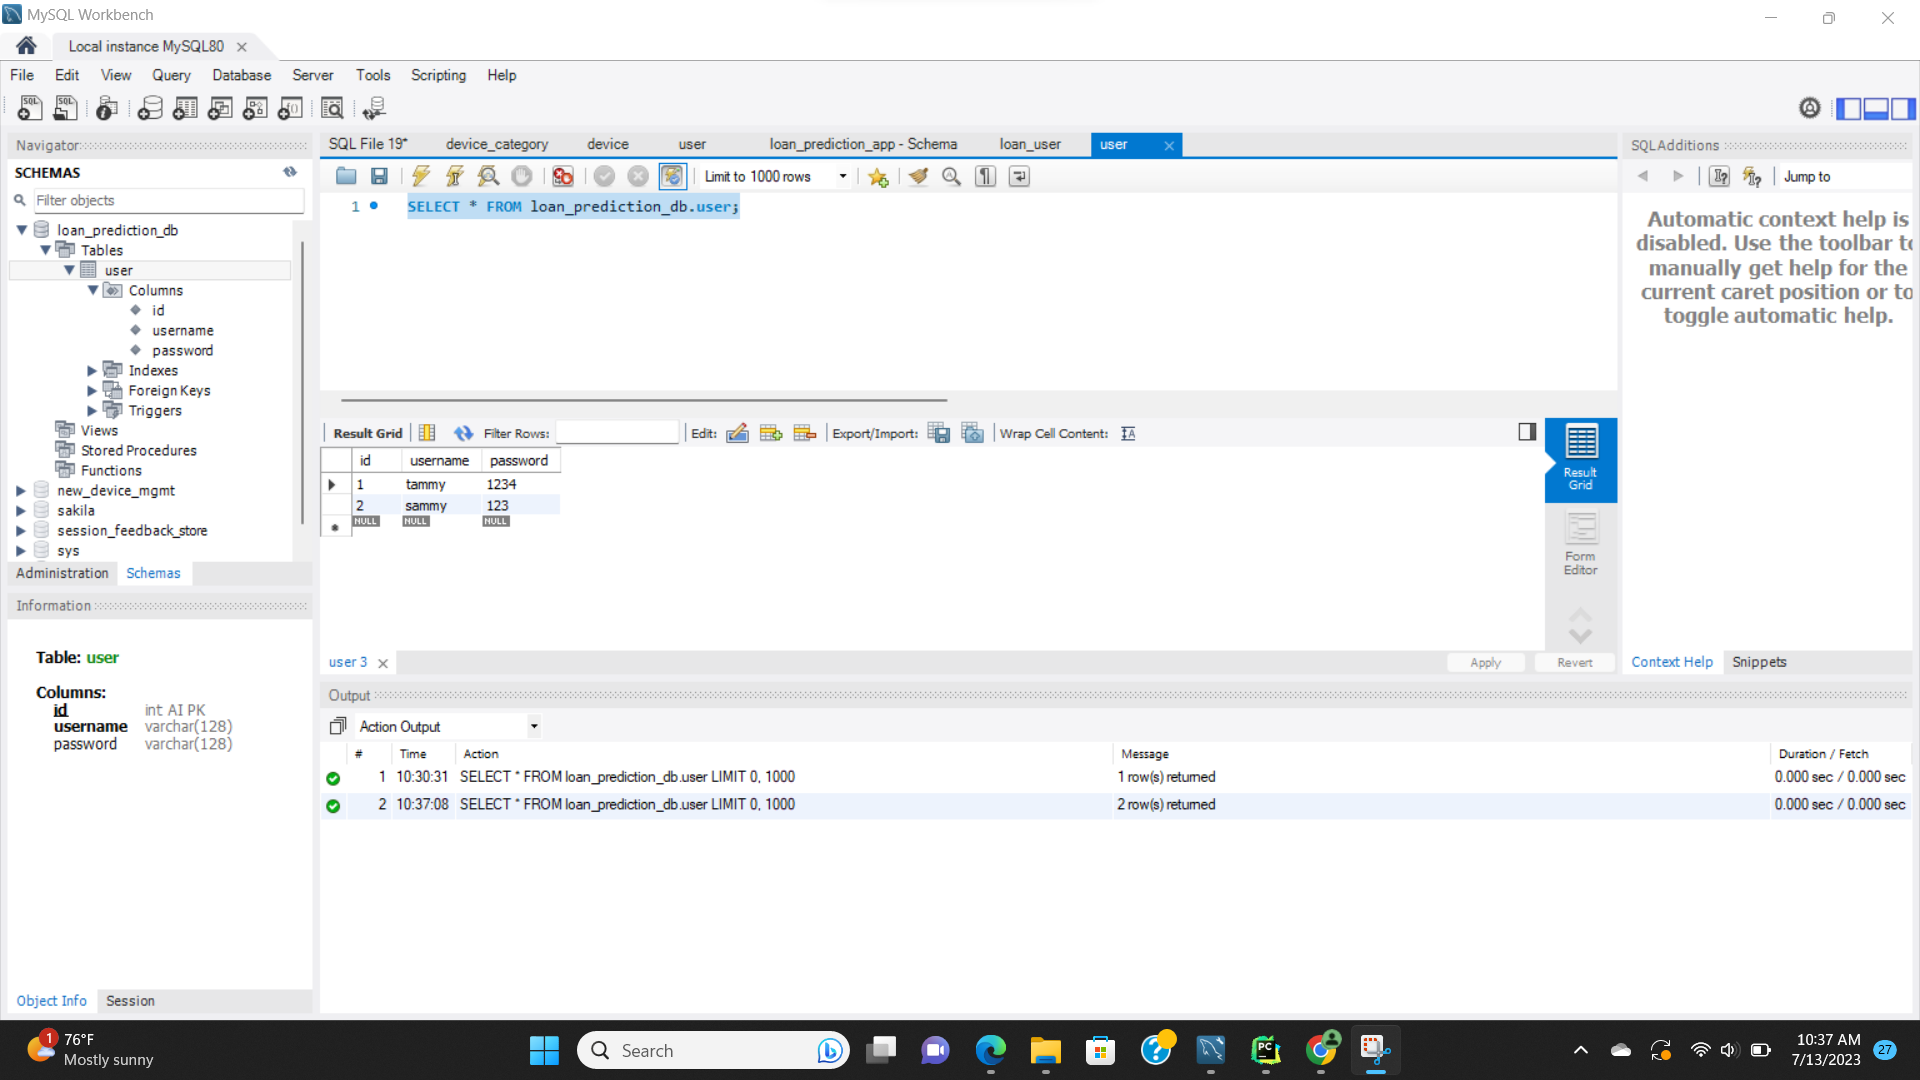 MySQL Workbench
Local instance MySQL80
File Edit View Query Database Server Tools Scripting Help
Navigator
SCHEMAS
Filter objects
loan_prediction_db
Tables
user
Columns
id
username
password
Indexes
Foreign Keys
Triggers
Views
Stored Procedures
Functions
new_device_mgmt
sakila
session_feedback_store
sys
Administration Schemas
Information
Table: user
Columns:
id int AI PK
username varchar(128)
password varchar(128)
Object Info Session
SQL File 19* device_category device user loan_prediction_app - Schema loan_user user
Limit to 1000 rows
1 SELECT * FROM loan_prediction_db.user;
Result Grid Filter Rows: Edit: Export/Import: Wrap Cell Content:
id username password
1 tammy 1234
2 sammy 123
NULL NULL NULL
Result
Grid
Form
Editor
user 3 Apply Revert
Output
Action Output
# Time Action Message Duration / Fetch
1 10:30:31 SELECT * FROM loan_prediction_db.user LIMIT 0, 1000 1 row(s) returned 0.000 sec / 0.000 sec
2 10:37:08 SELECT * FROM loan_prediction_db.user LIMIT 0, 1000 2 row(s) returned 0.000 sec / 0.000 sec
SQLAdditions
Jump to
Automatic context help is
disabled. Use the toolbar to
manually get help for the
current caret position or to
toggle automatic help.
Context Help Snippets
1
76°F
Mostly sunny
Search
PC
10:37 AM
7/13/2023
27